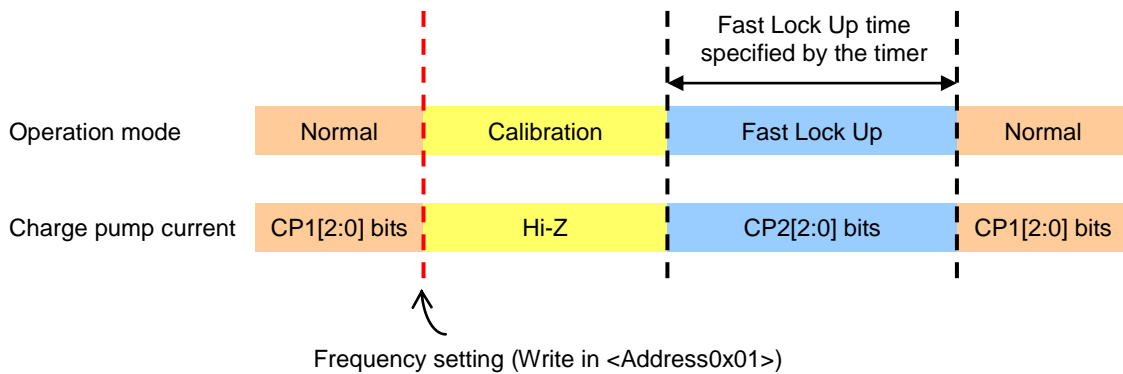 Fast Lock Up time
specified by the timer
Operation mode Normal Calibration Fast Lock Up Normal
Charge pump current CP1[2:0] bits Hi-Z CP2[2:0] bits CP1[2:0] bits
Frequency setting (Write in <Address0x01>)